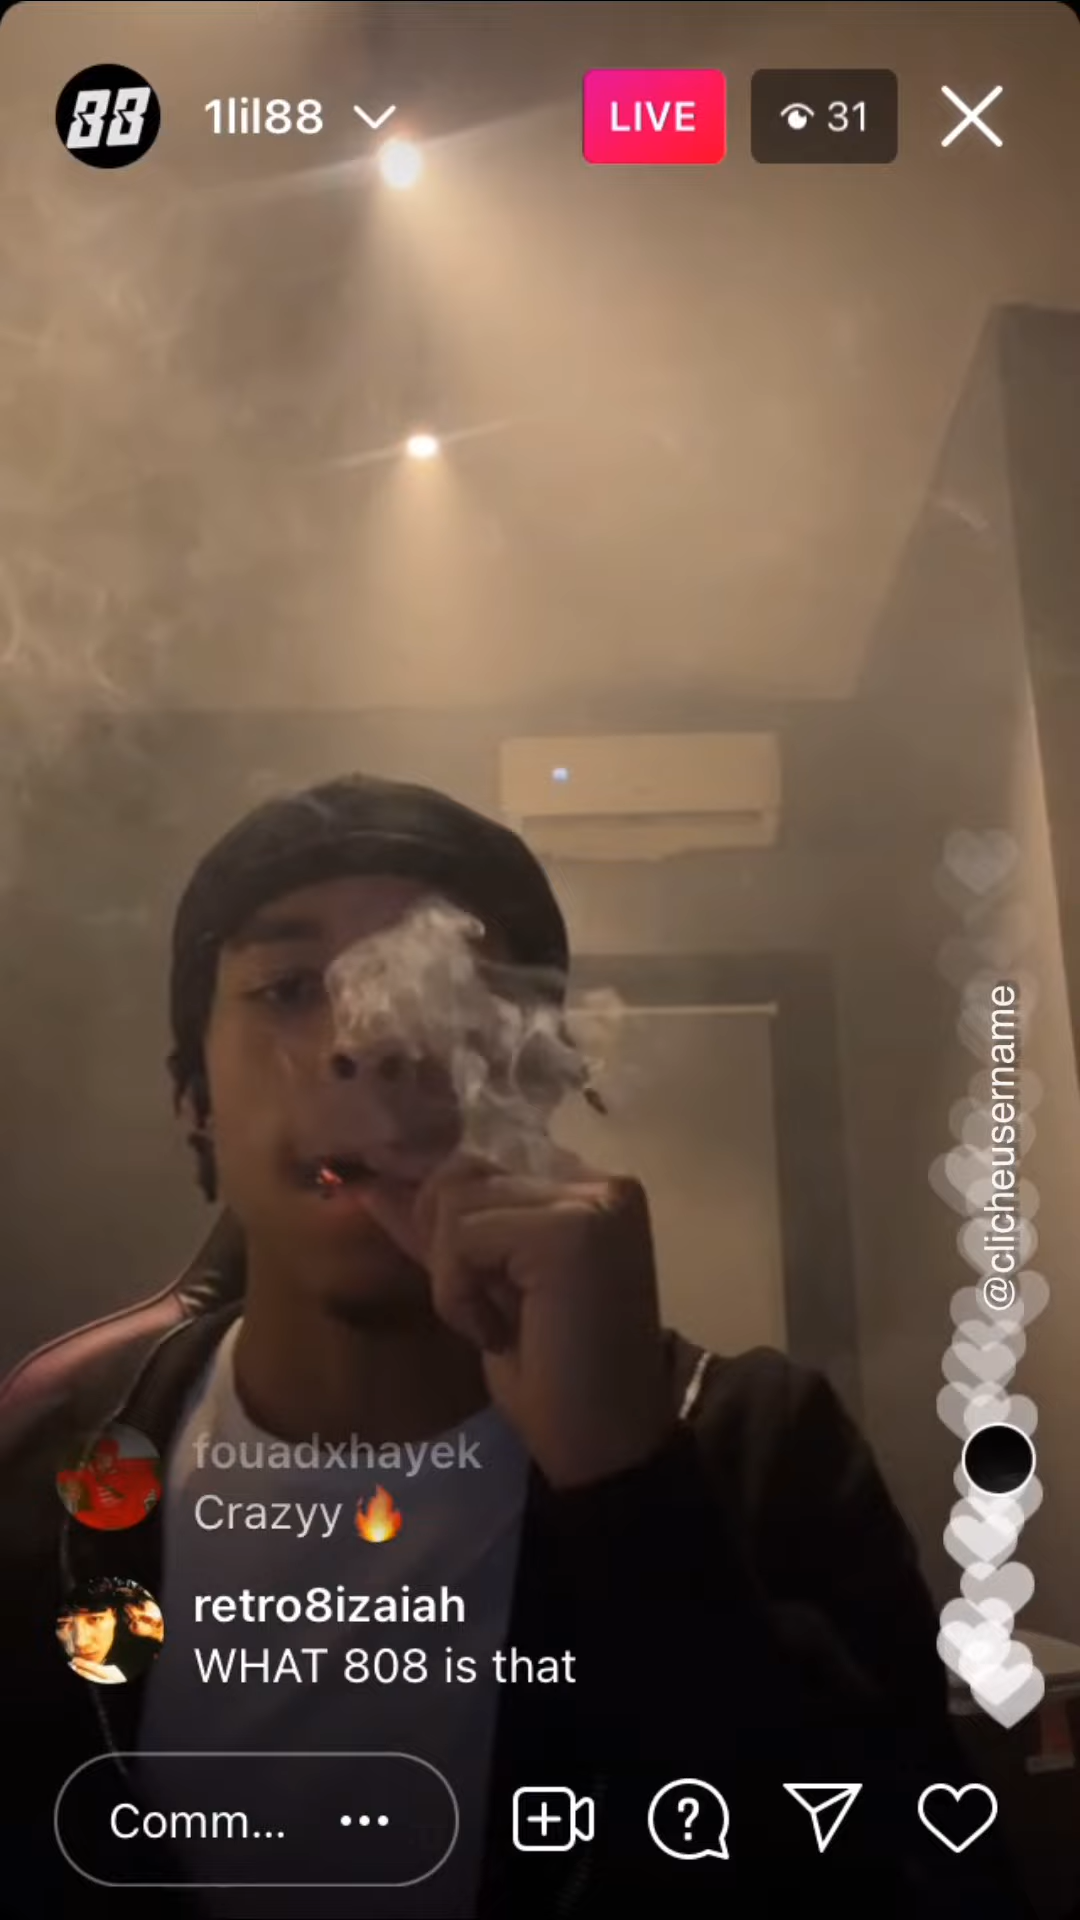 88
1lil88
LIVE
31
@clicheusername
fouadxhayek
Crazyy🔥
retro8izaiah
WHAT 808 is that
Comm...